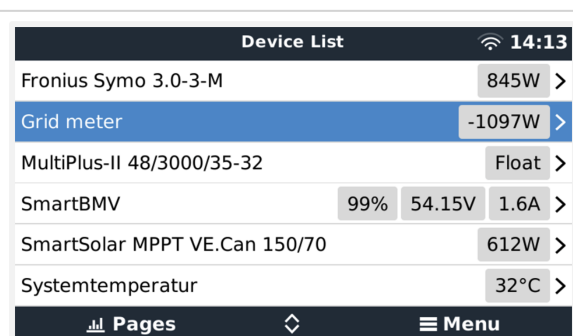 Device List 14:13
Fronius Symo 3.0-3-M 845W
Grid meter -1097W
MultiPlus-II 48/3000/35-32 Float
SmartBMV 99% 54.15V 1.6A
SmartSolar MPPT VE.Can 150/70 612W
Systemtemperatur 32°C
Pages Menu